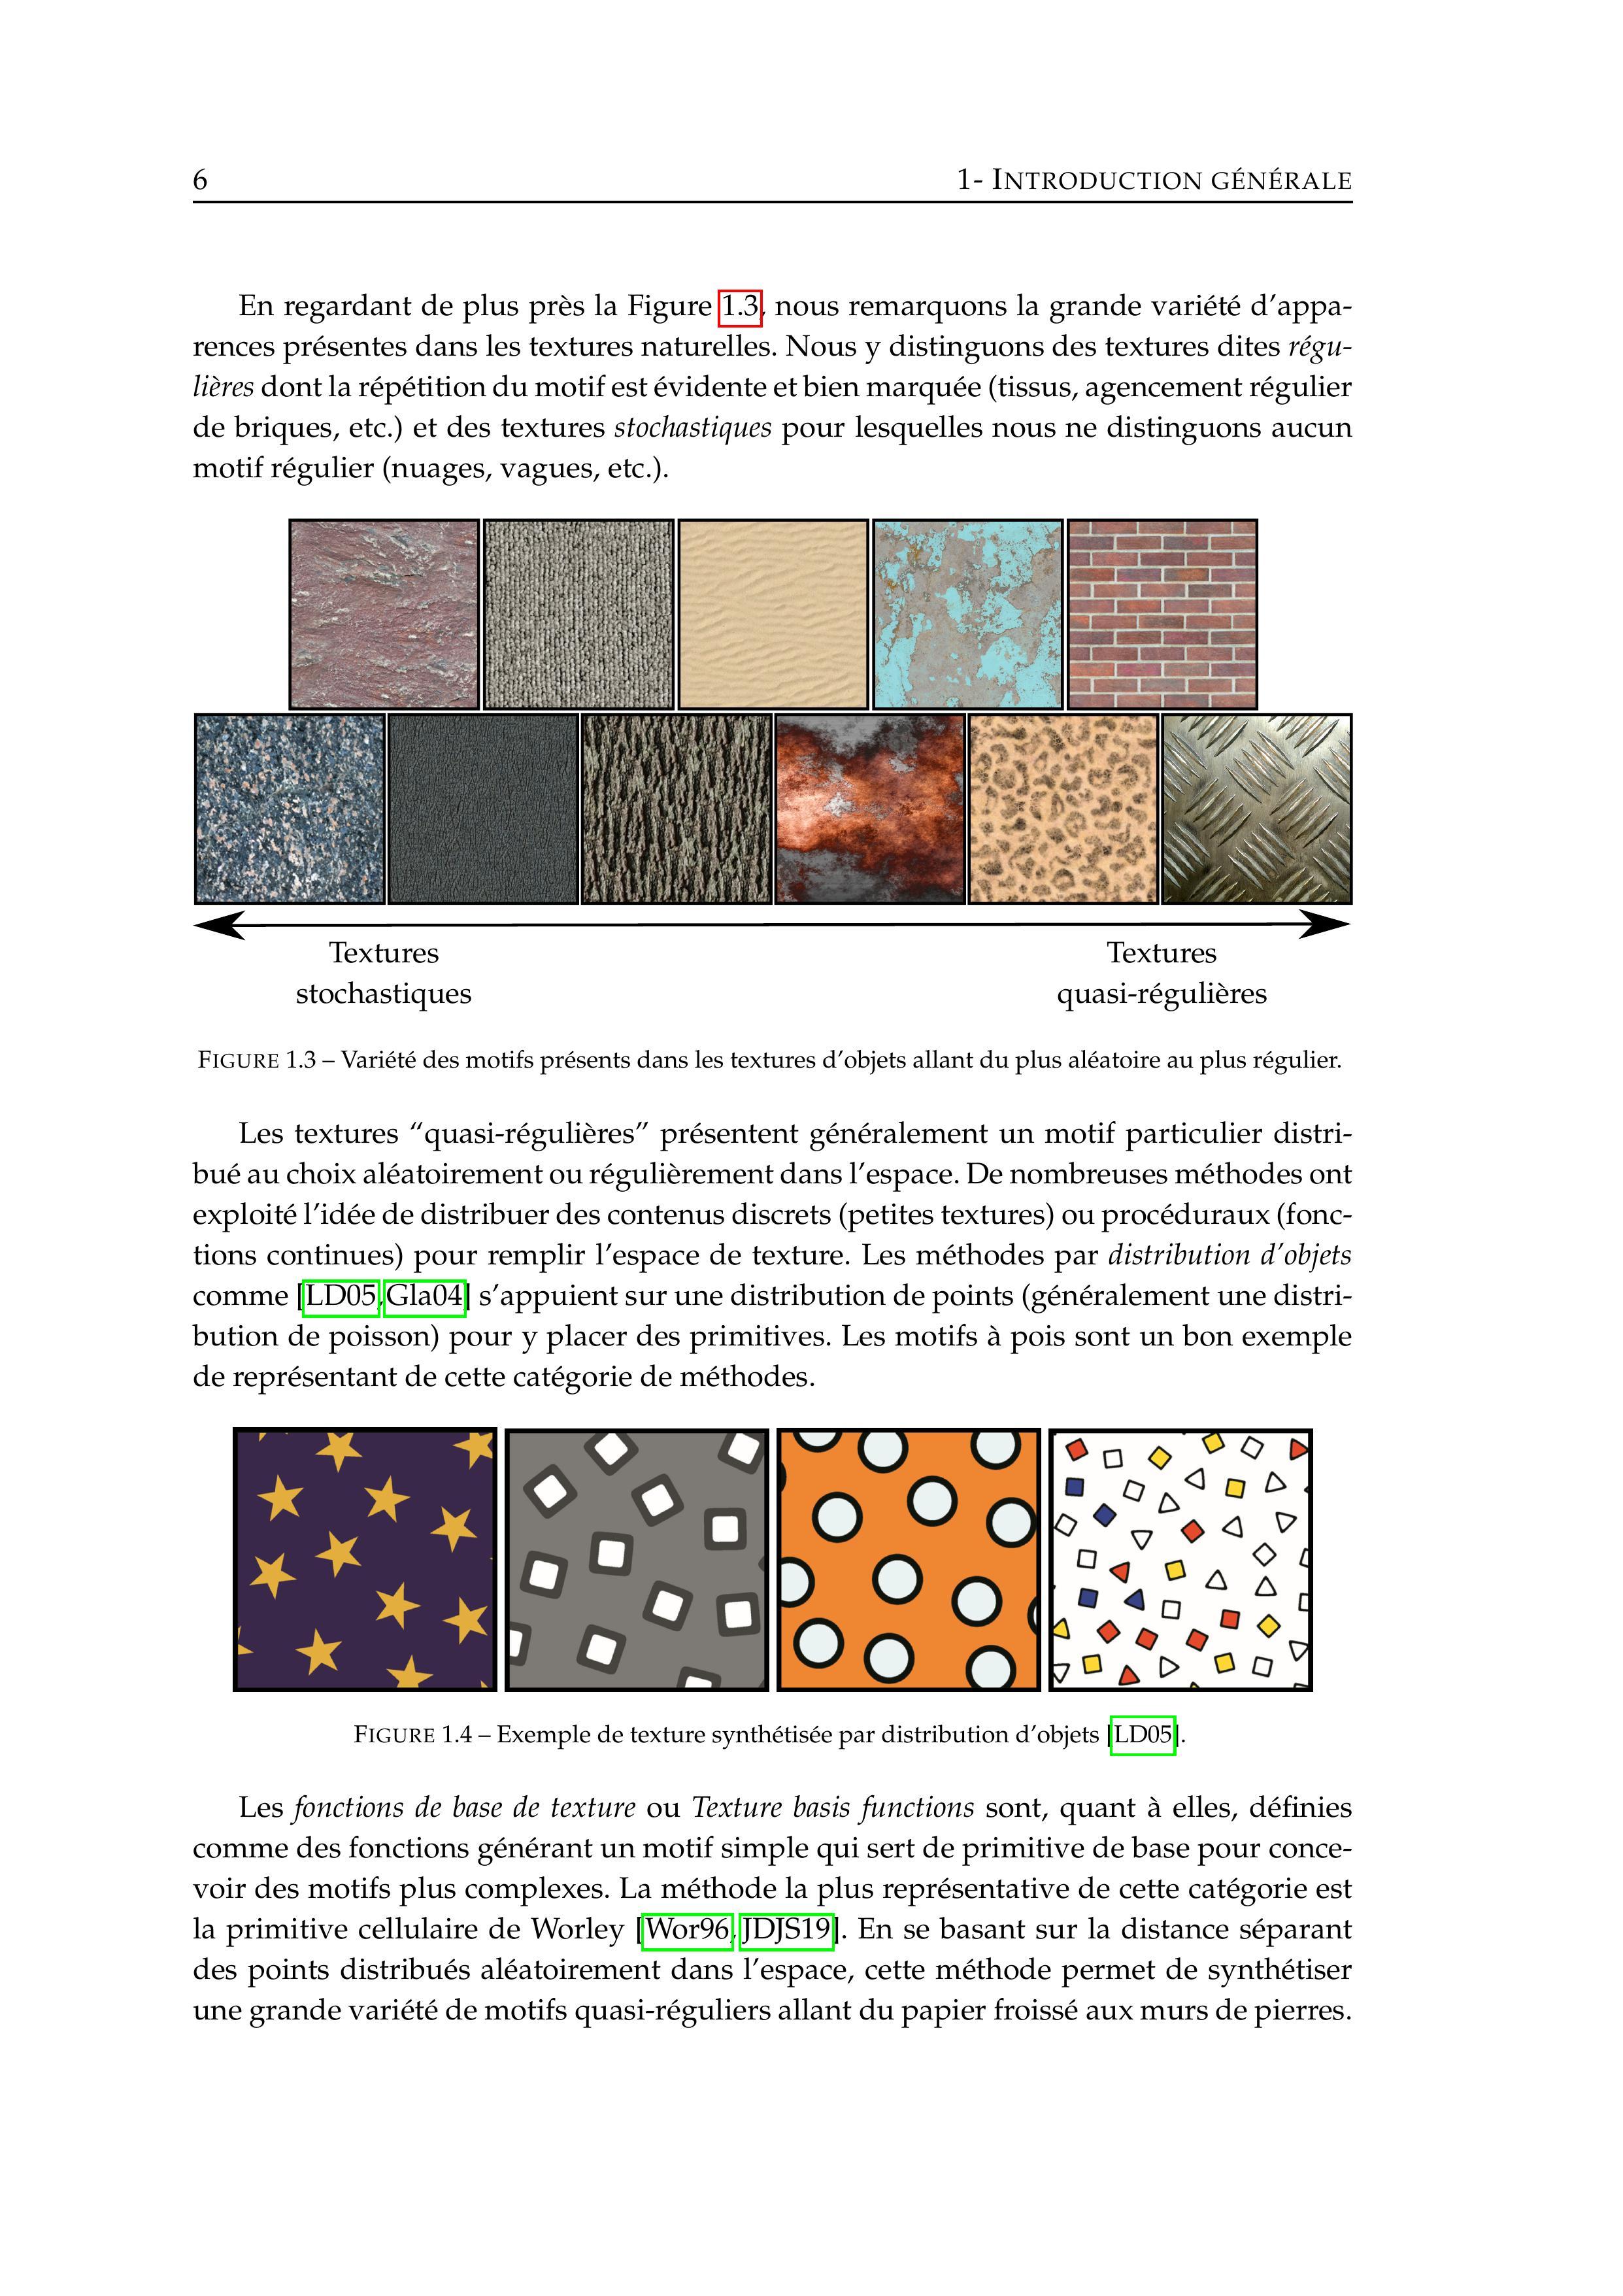 6
1- INTRODUCTION GÉNÉRALE
En regardant de plus près la Figure 1.3, nous remarquons la grande variété d'appa-
rences présentes dans les textures naturelles. Nous y distinguons des textures dites régu-
lières dont la répétition du motif est évidente et bien marquée (tissus, agencement régulier
de briques, etc.) et des textures stochastiques pour lesquelles nous ne distinguons aucun
motif régulier (nuages, vagues, etc.).
Textures
stochastiques
Textures
quasi-régulières
FIGURE 1.3 – Variété des motifs présents dans les textures d'objets allant du plus aléatoire au plus régulier.
Les textures “quasi-régulières” présentent généralement un motif particulier distri-
bué au choix aléatoirement ou régulièrement dans l'espace. De nombreuses méthodes ont
exploité l'idée de distribuer des contenus discrets (petites textures) ou procéduraux (fonc-
tions continues) pour remplir l'espace de texture. Les méthodes par distribution d'objets
comme [LD05, Gla04] s'appuient sur une distribution de points (généralement une distri-
bution de poisson) pour y placer des primitives. Les motifs à pois sont un bon exemple
de représentant de cette catégorie de méthodes.
FIGURE 1.4 – Exemple de texture synthétisée par distribution d'objets [LD05].
Les fonctions de base de texture ou Texture basis functions sont, quant à elles, définies
comme des fonctions générant un motif simple qui sert de primitive de base pour conce-
voir des motifs plus complexes. La méthode la plus représentative de cette catégorie est
la primitive cellulaire de Worley [Wor96, JDJS19]. En se basant sur la distance séparant
des points distribués aléatoirement dans l'espace, cette méthode permet de synthétiser
une grande variété de motifs quasi-réguliers allant du papier froissé aux murs de pierres.